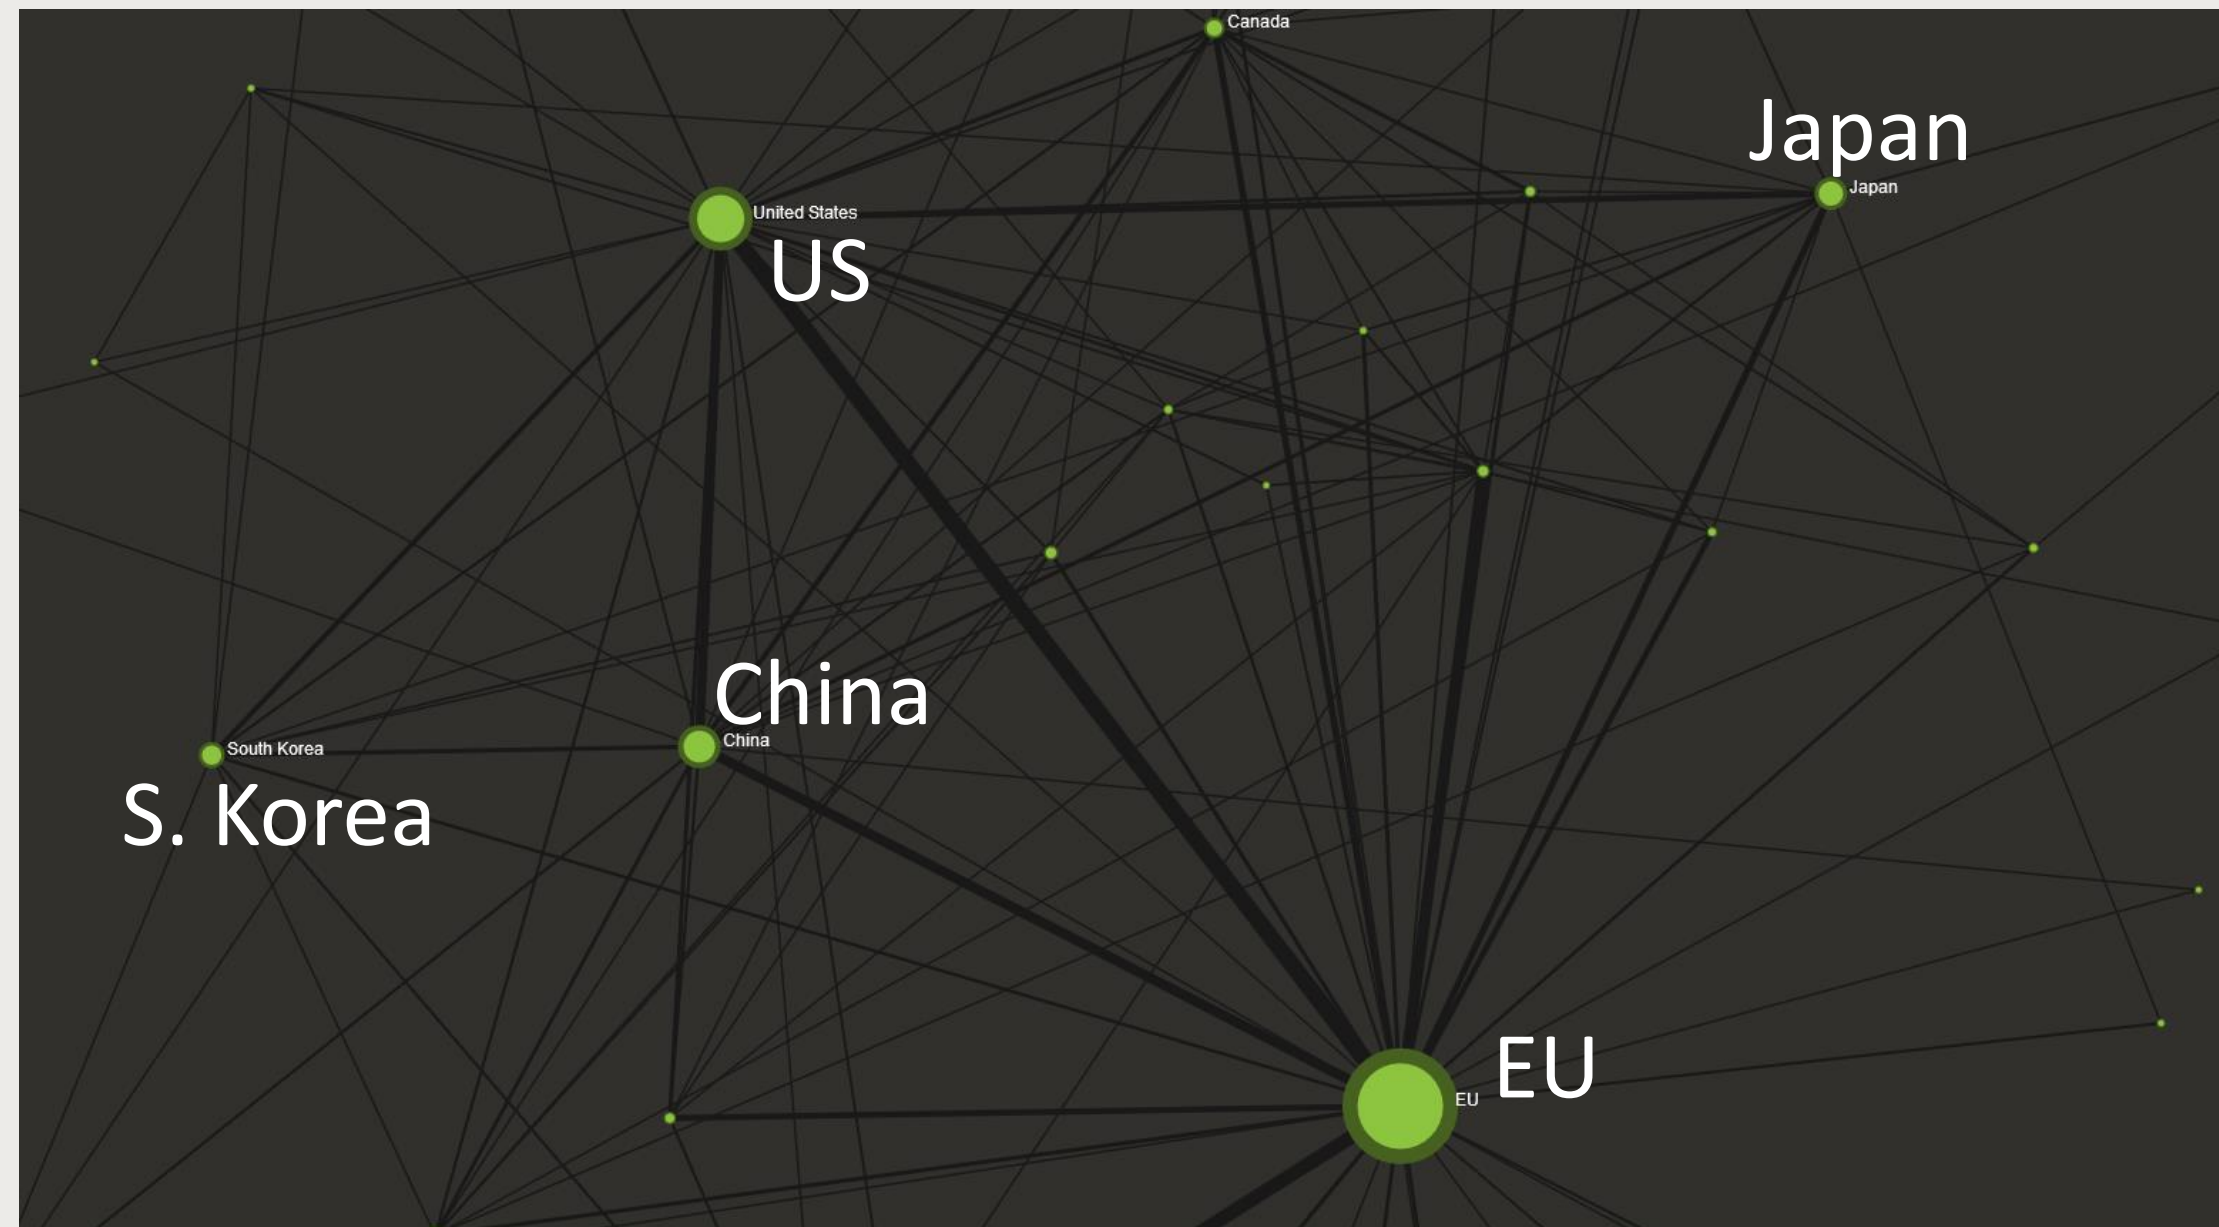 Canada
Japan
Japan
United States
US
China
China
South Korea
S. Korea
EU
EU